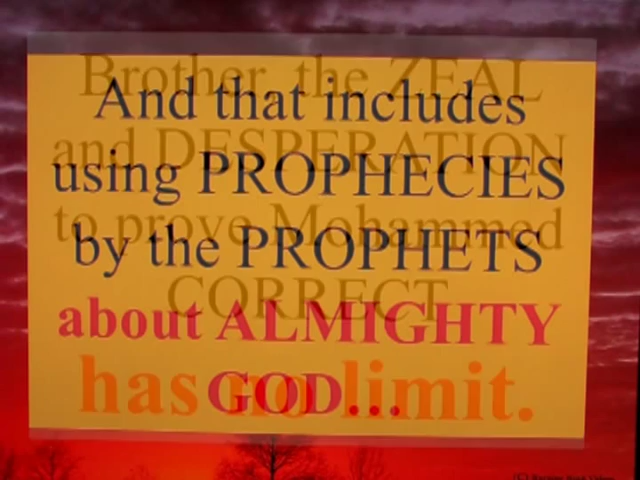 Brother, the ZEAL
And that includes
and DESPERATION
using PROPHECIES
to prove Mohammed
by the PROPHETS
CORRECT
about ALMIGHTY
has no limit.
GOD...